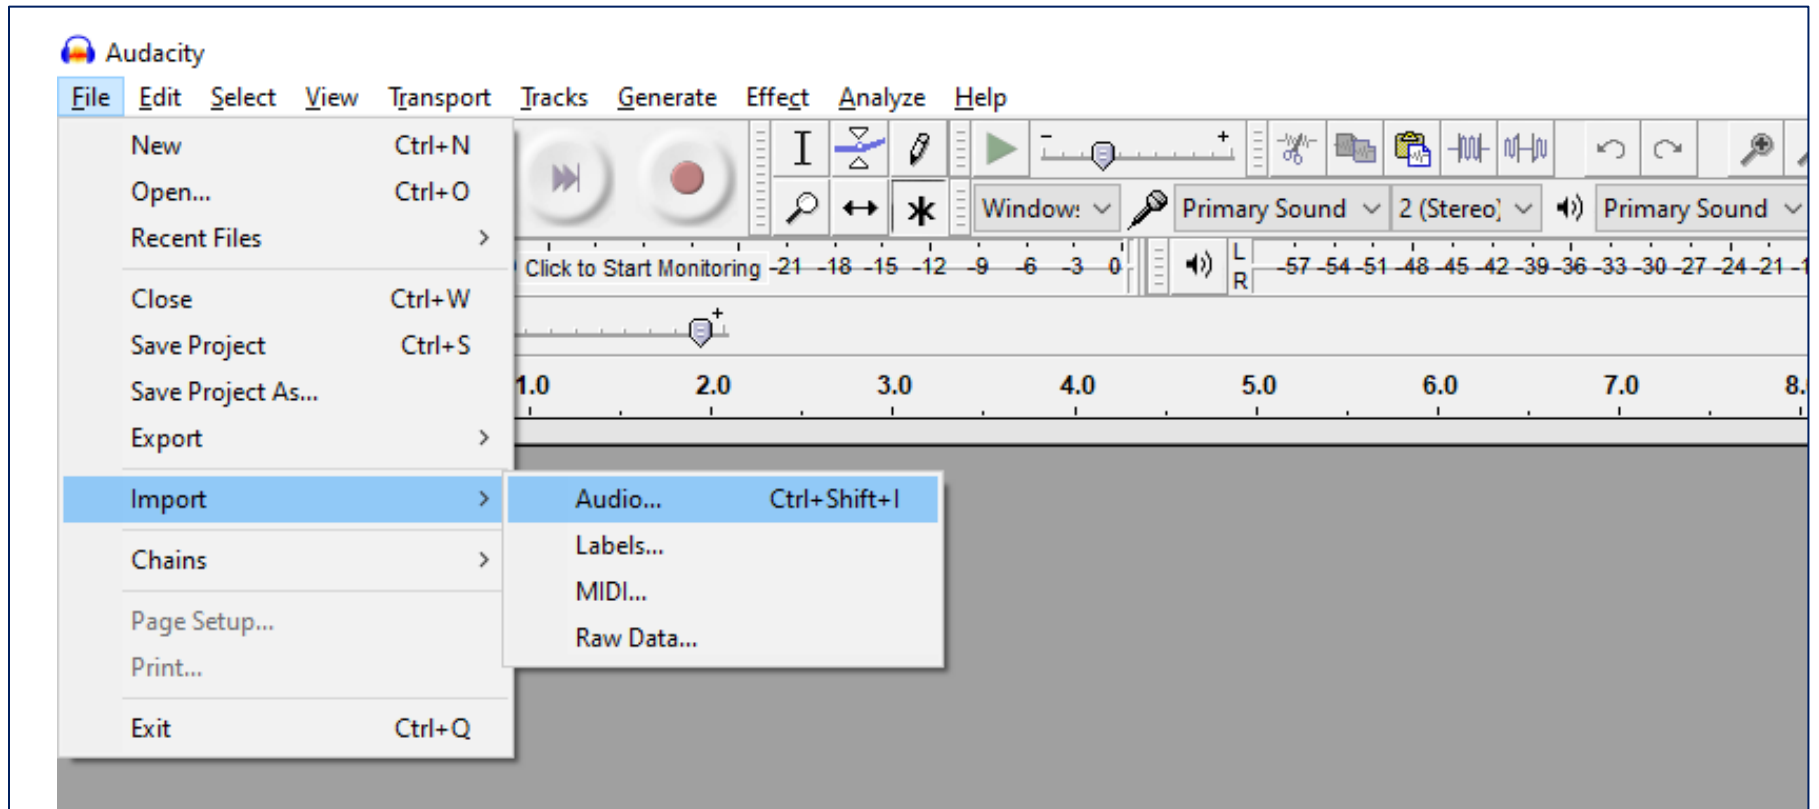 Audacity
File Edit Select View Transport Tracks Generate Effect Analyze Help
New Ctrl+N
Open... Ctrl+O
Recent Files >
Close Ctrl+W
Save Project Ctrl+S
Save Project As...
Export >
Import >
Chains >
Page Setup...
Print...
Exit Ctrl+Q
Audio... Ctrl+Shift+I
Labels...
MIDI...
Raw Data...
- +
Primary Sound 2 (Stereo) Primary Sound
Click to Start Monitoring -21 -18 -15 -12 -9 -6 -3 0
L
R
-57 -54 -51 -48 -45 -42 -39 -36 -33 -30 -27 -24 -21
+
1.0 2.0 3.0 4.0 5.0 6.0 7.0